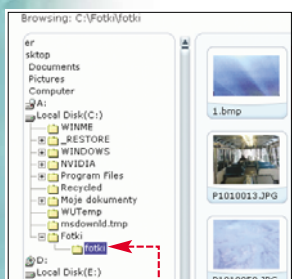 Browsing: C:\Fotki\fotki
er
sktop
Documents
Pictures
Computer
A:
Local Disk(C:)
WINME
_RESTORE
WINDOWS
NVIDIA
Program Files
Recycled
Moje dokumenty
WUTemp
msdownld.tmp
Fotki
fotki
D:
Local Disk(E:)
1.bmp
P1010013.JPG